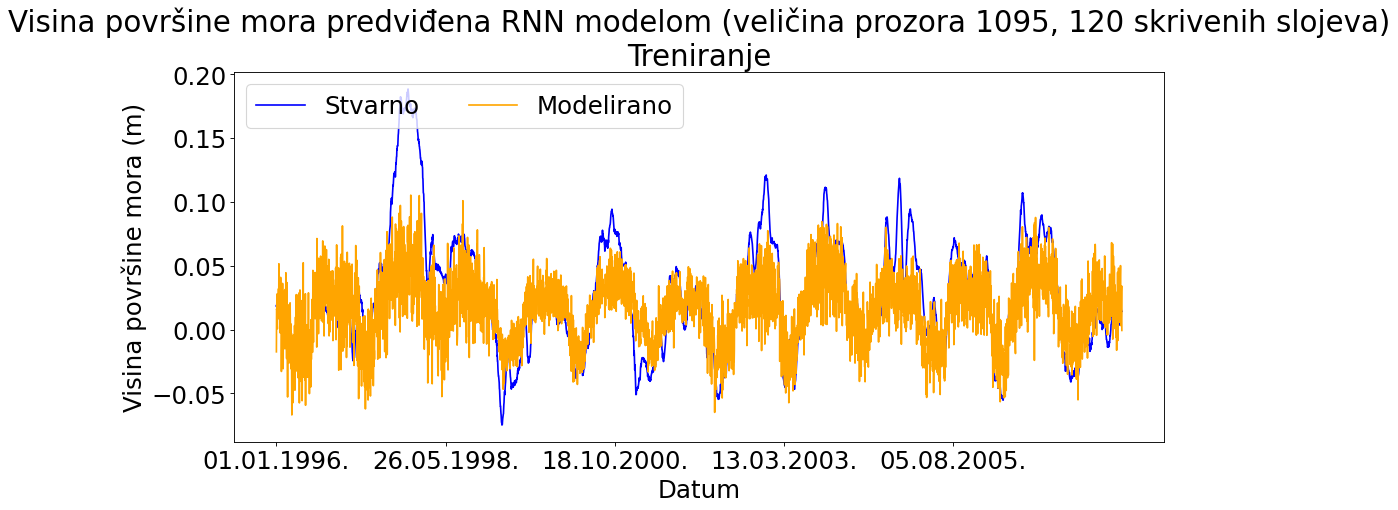 Visina površine mora predviđena RNN modelom (veličina prozora 1095, 120 skrivenih slojeva)
Treniranje
Stvarno
Modelirano
Visina površine mora (m)
0.20
0.15
0.10
0.05
0.00
−0.05
01.01.1996.
26.05.1998.
18.10.2000.
13.03.2003.
05.08.2005.
Datum